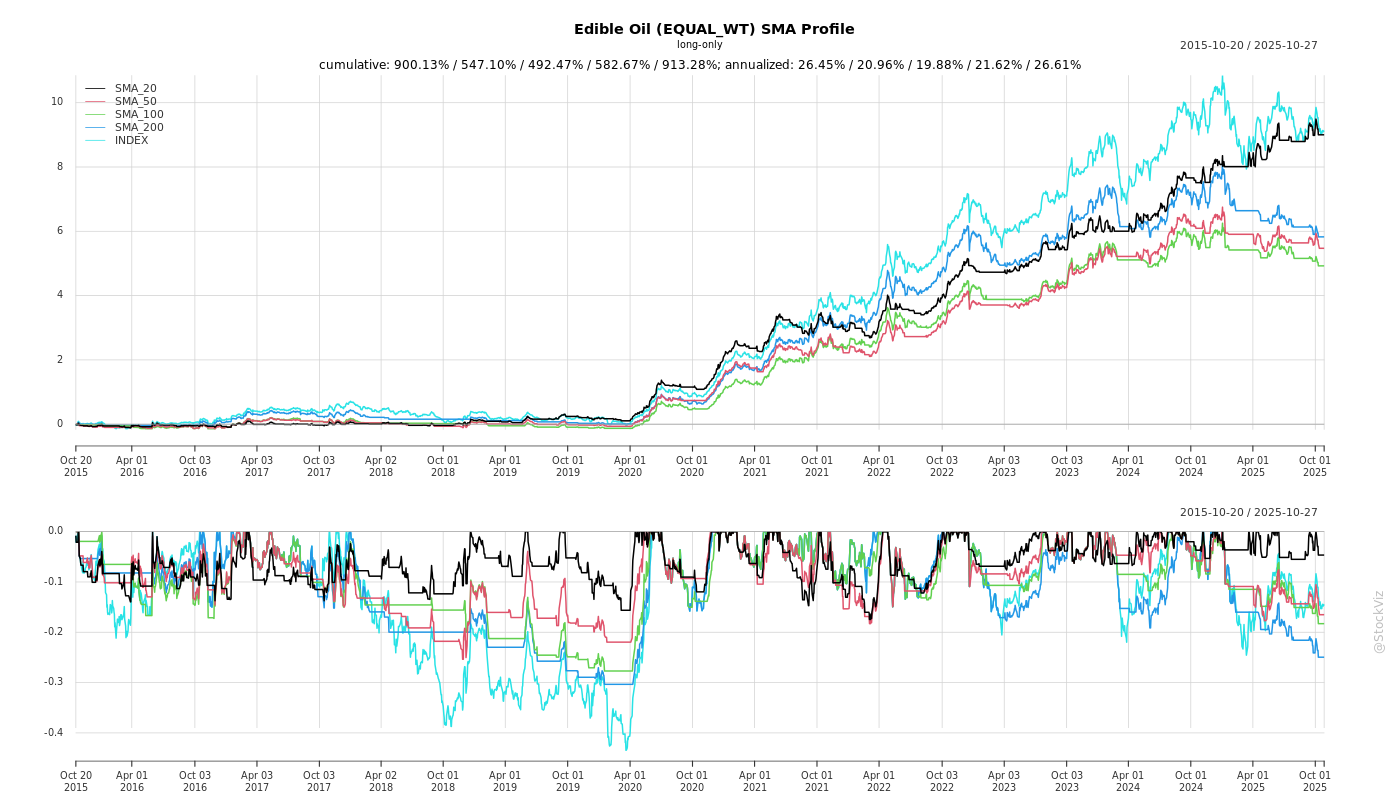 Edible Oil (EQUAL_WT) SMA Profile
long-only
2015-10-20 / 2025-10-27
cumulative: 900.13% / 547.10% / 492.47% / 582.67% / 913.28%; annualized: 26.45% / 20.96% / 19.88% / 21.62% / 26.61%
SMA_20
SMA_50
SMA_100
SMA_200
INDEX
10
8
6
4
2
0
Oct 20 Apr 01 Oct 03 Apr 03 Oct 03 Apr 02 Oct 01 Apr 01 Oct 01 Apr 01 Oct 01 Apr 01 Oct 01 Apr 01 Oct 03 Apr 03 Oct 03 Apr 01 Oct 01 Apr 01 Oct 01
2015 2016 2016 2017 2017 2018 2018 2019 2019 2020 2020 2021 2021 2022 2022 2023 2023 2024 2024 2025 2025
2015-10-20 / 2025-10-27
0.0
-0.1
-0.2
-0.3
-0.4
Oct 20 Apr 01 Oct 03 Apr 03 Oct 03 Apr 02 Oct 01 Apr 01 Oct 01 Apr 01 Oct 01 Apr 01 Oct 01 Apr 01 Oct 03 Apr 03 Oct 03 Apr 01 Oct 01 Apr 01 Oct 01
2015 2016 2016 2017 2017 2018 2018 2019 2019 2020 2020 2021 2021 2022 2022 2023 2023 2024 2024 2025 2025
@StockViz